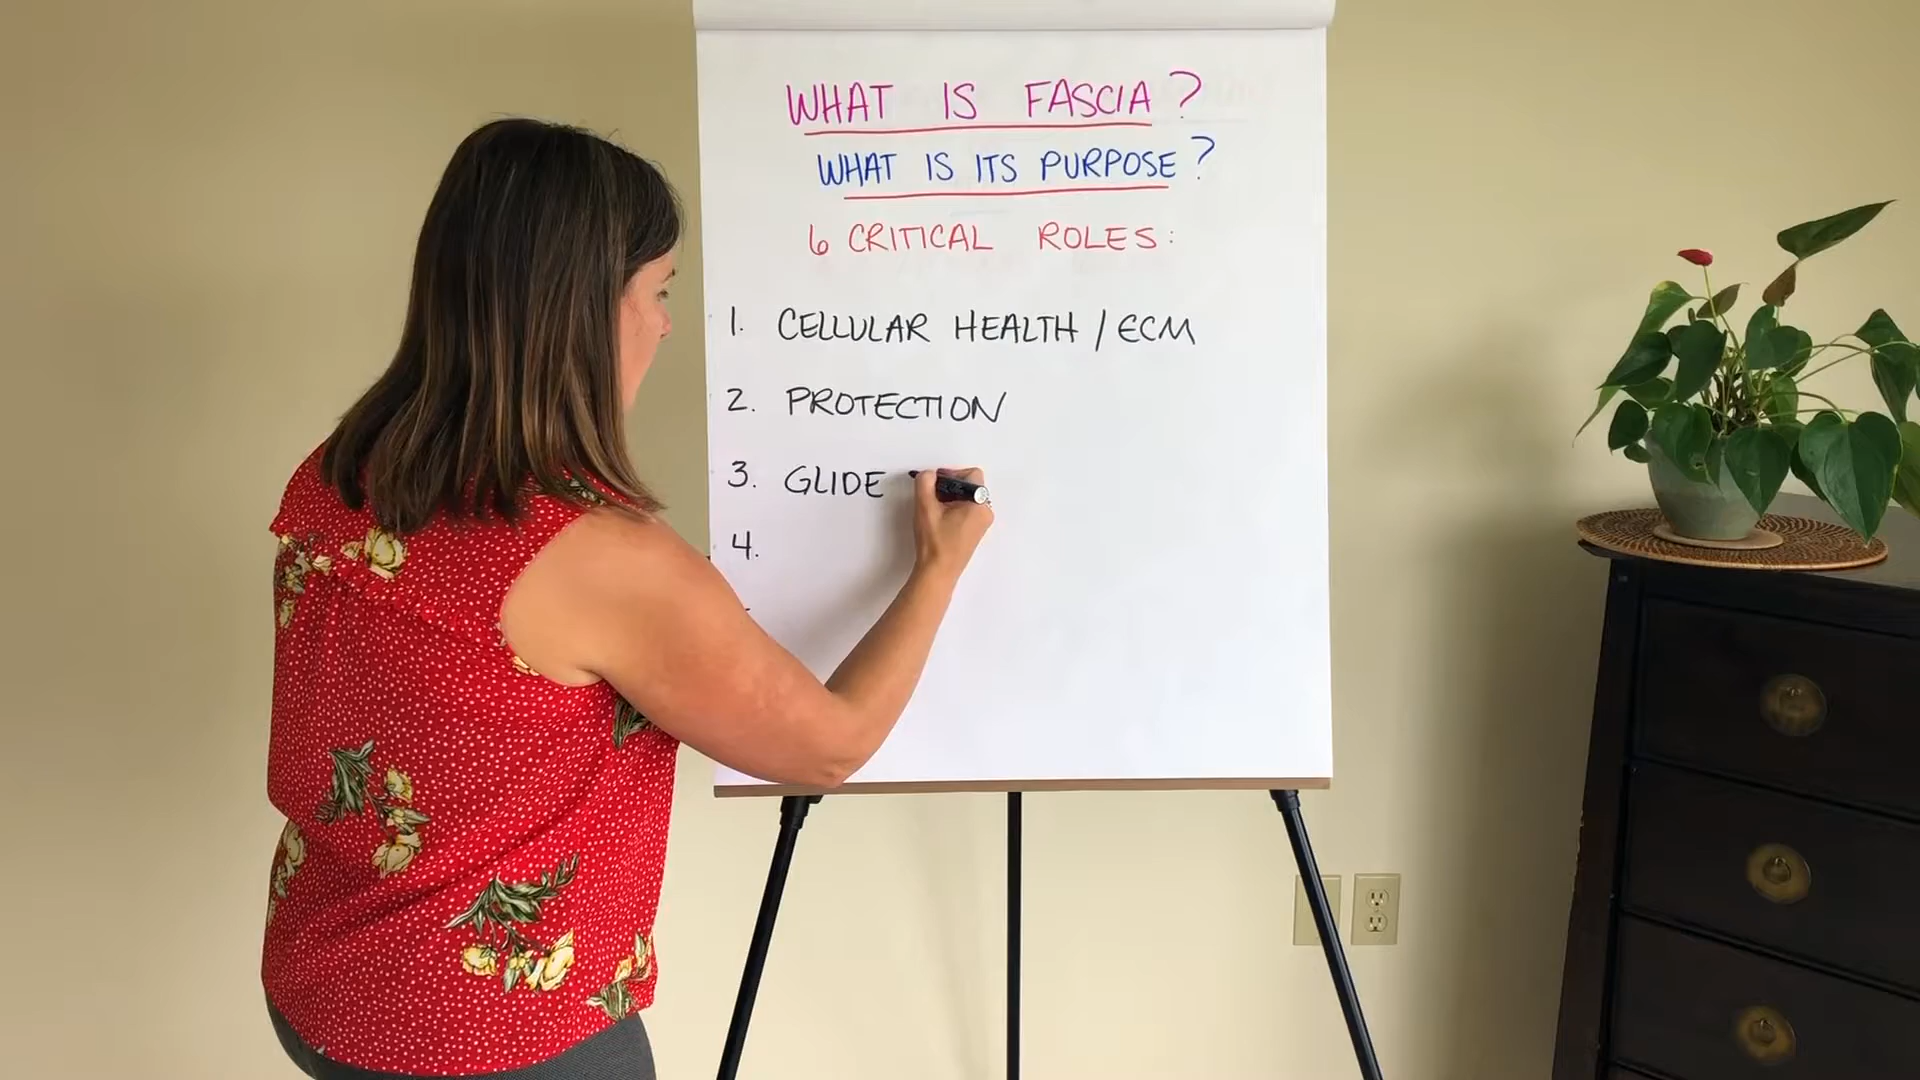 WHAT IS FASCIA?
WHAT IS ITS PURPOSE?
6 CRITICAL ROLES:
1. CELLULAR HEALTH / ECM
2. PROTECTION
3. GLIDE
4.